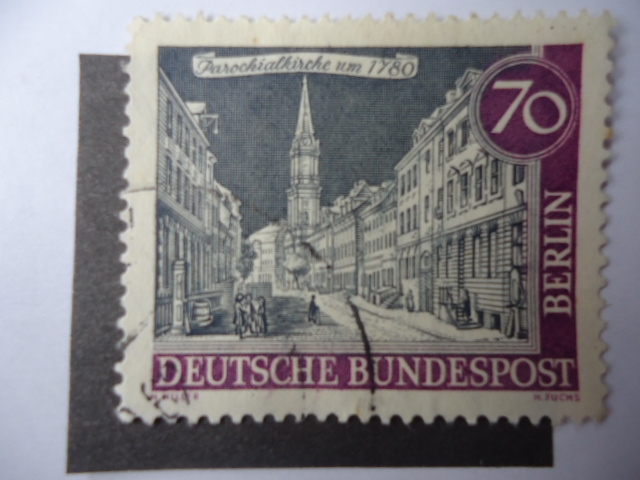 Parochialkirche um 1780
70
BERLIN
DEUTSCHE BUNDESPOST
H. FUCHS